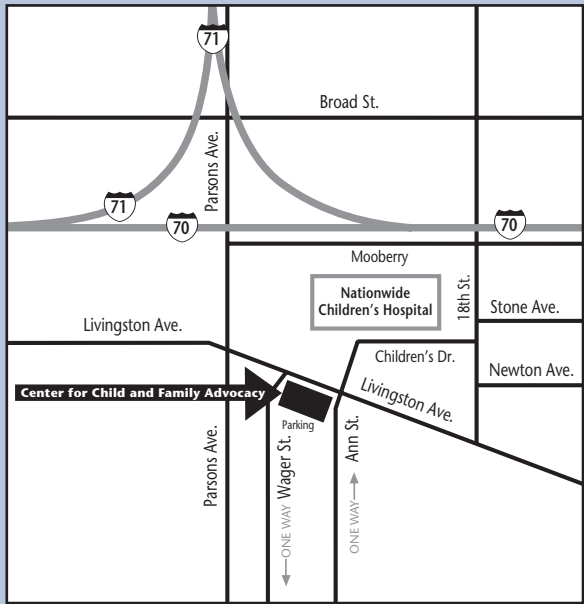 71
Broad St.
Parsons Ave.
71
70
70
Mooberry
Nationwide
Children's Hospital
18th St.
Stone Ave.
Livingston Ave.
Children's Dr.
Newton Ave.
Center for Child and Family Advocacy
Livingston Ave.
Parking
Parsons Ave.
ONE WAY Wager St.
Ann St.
ONE WAY